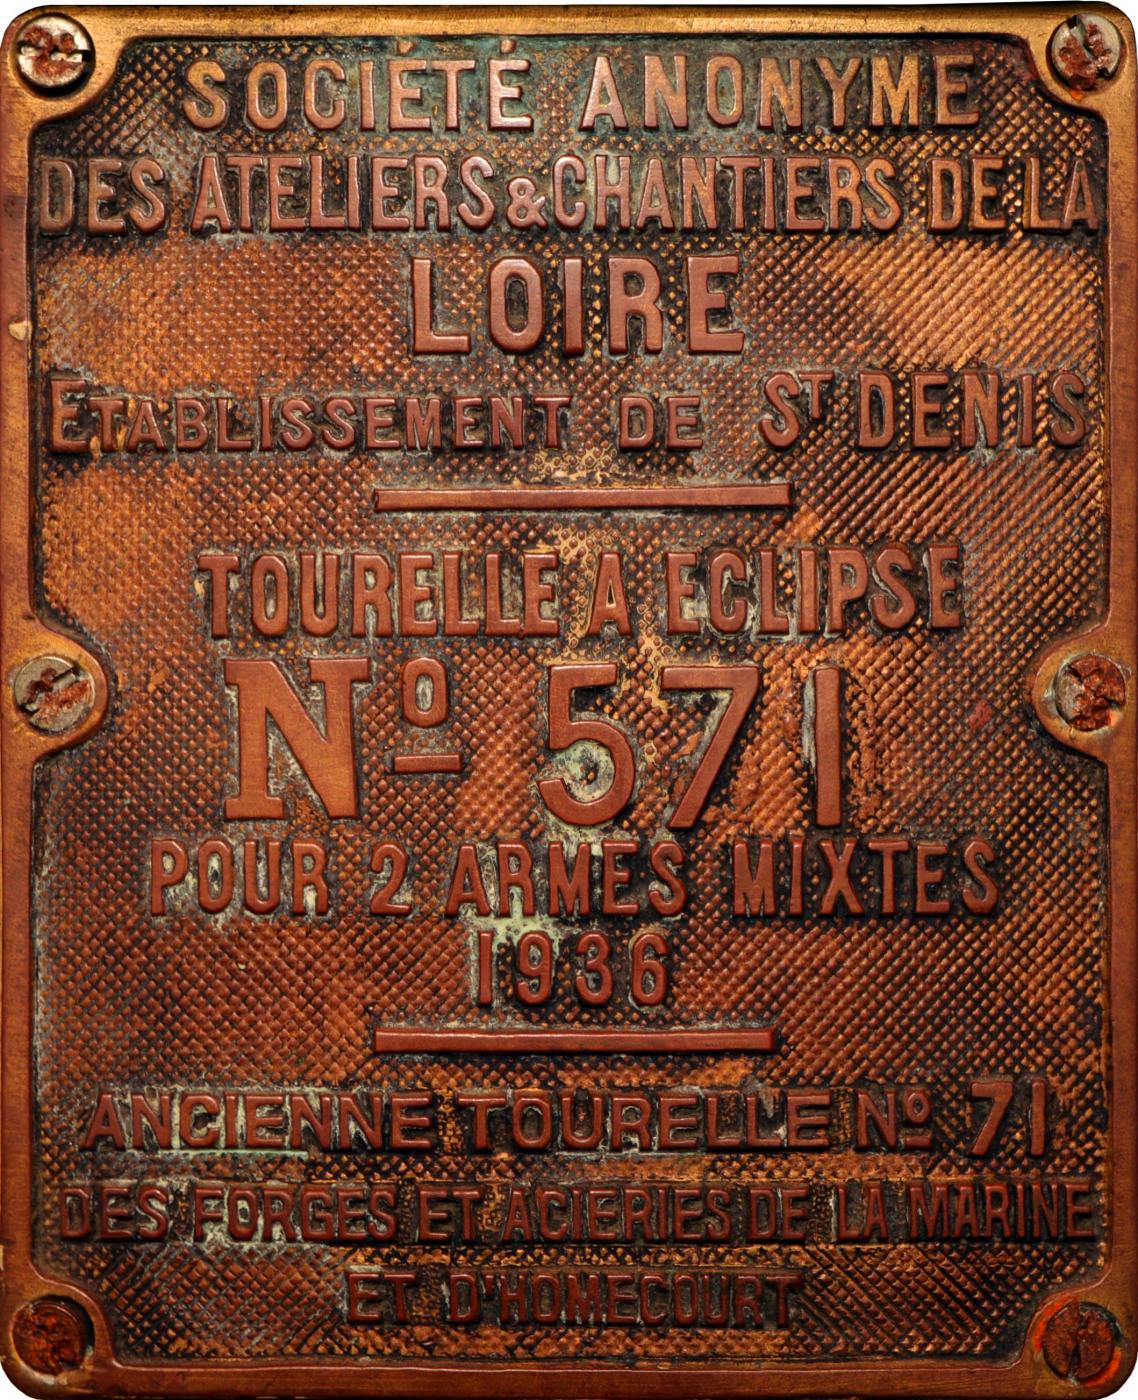 SOCIÉTÉ ANONYME
DES ATELIERS & CHANTIERS DE LA
LOIRE
ETABLISSEMENT DE ST DENIS
TOURELLE A ECLIPSE
No 571
POUR 2 ARMES MIXTES
1936
ANCIENNE TOURELLE No 71
DES FORGES ET ACIERIES DE LA MARINE
ET D'HOMECOURT